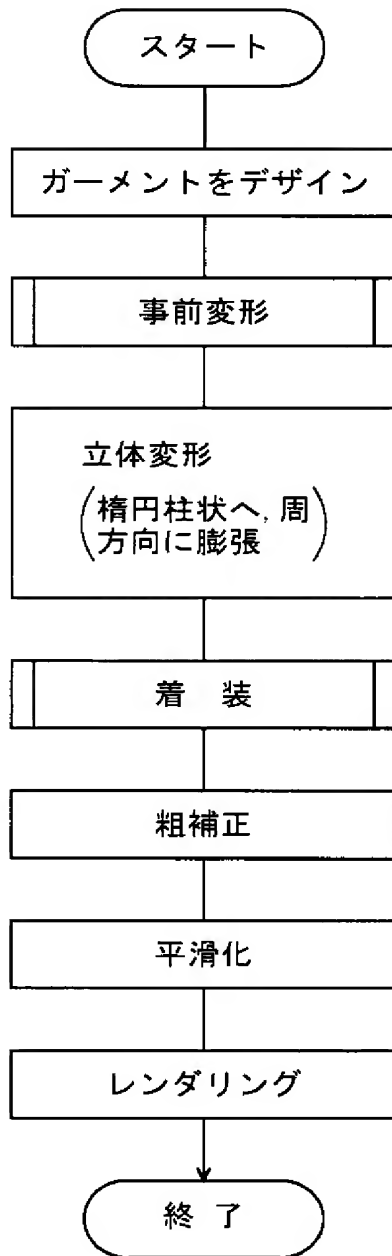 スタート
ガーメントをデザイン
事前変形
立体変形
(楕円柱状へ, 周
方向に膨張)
着 装
粗補正
平滑化
レンダリング
終 了